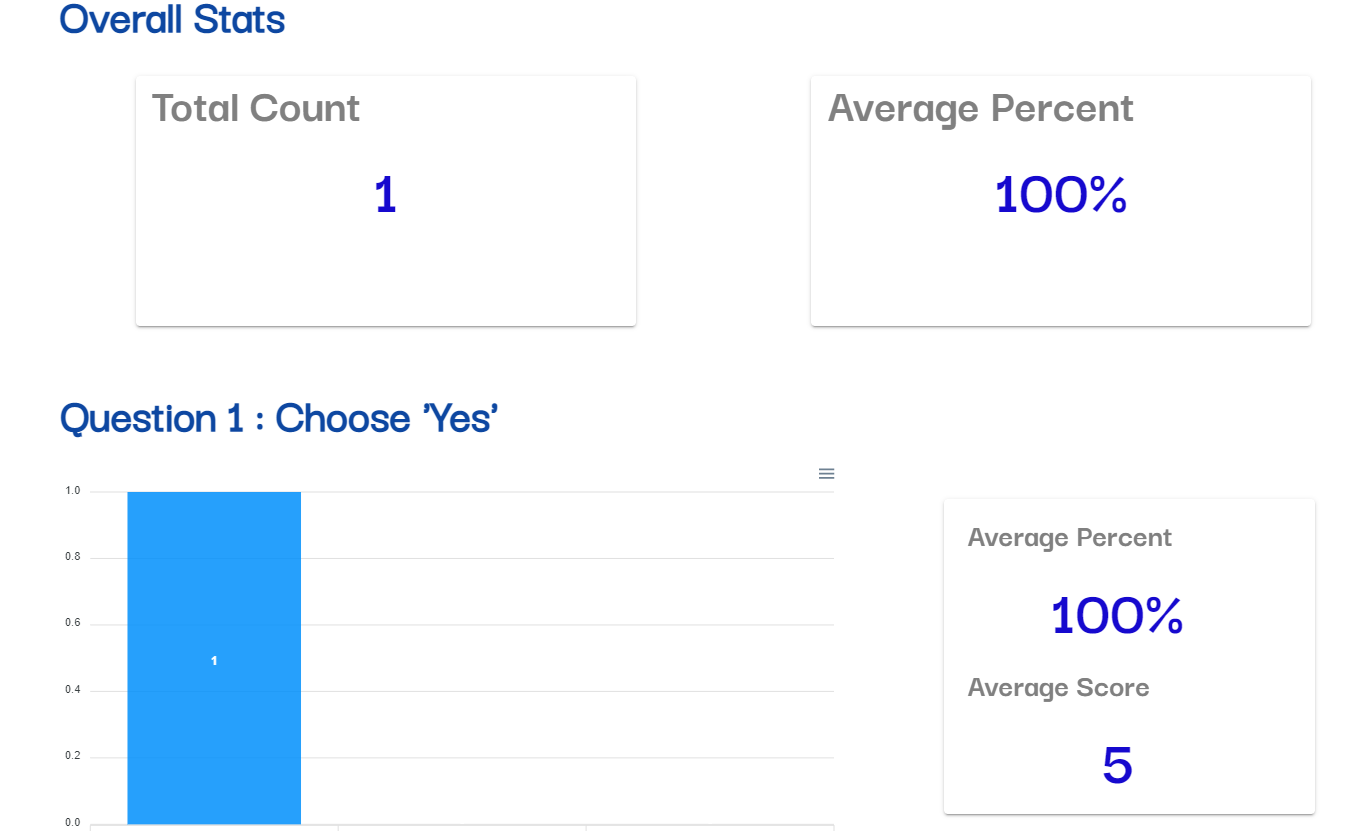 Overall Stats
Total Count
Average Percent
1
100%
Question 1 : Choose 'Yes'
1.0
0.8
0.6
0.4
0.2
0.0
1
Average Percent
100%
Average Score
5